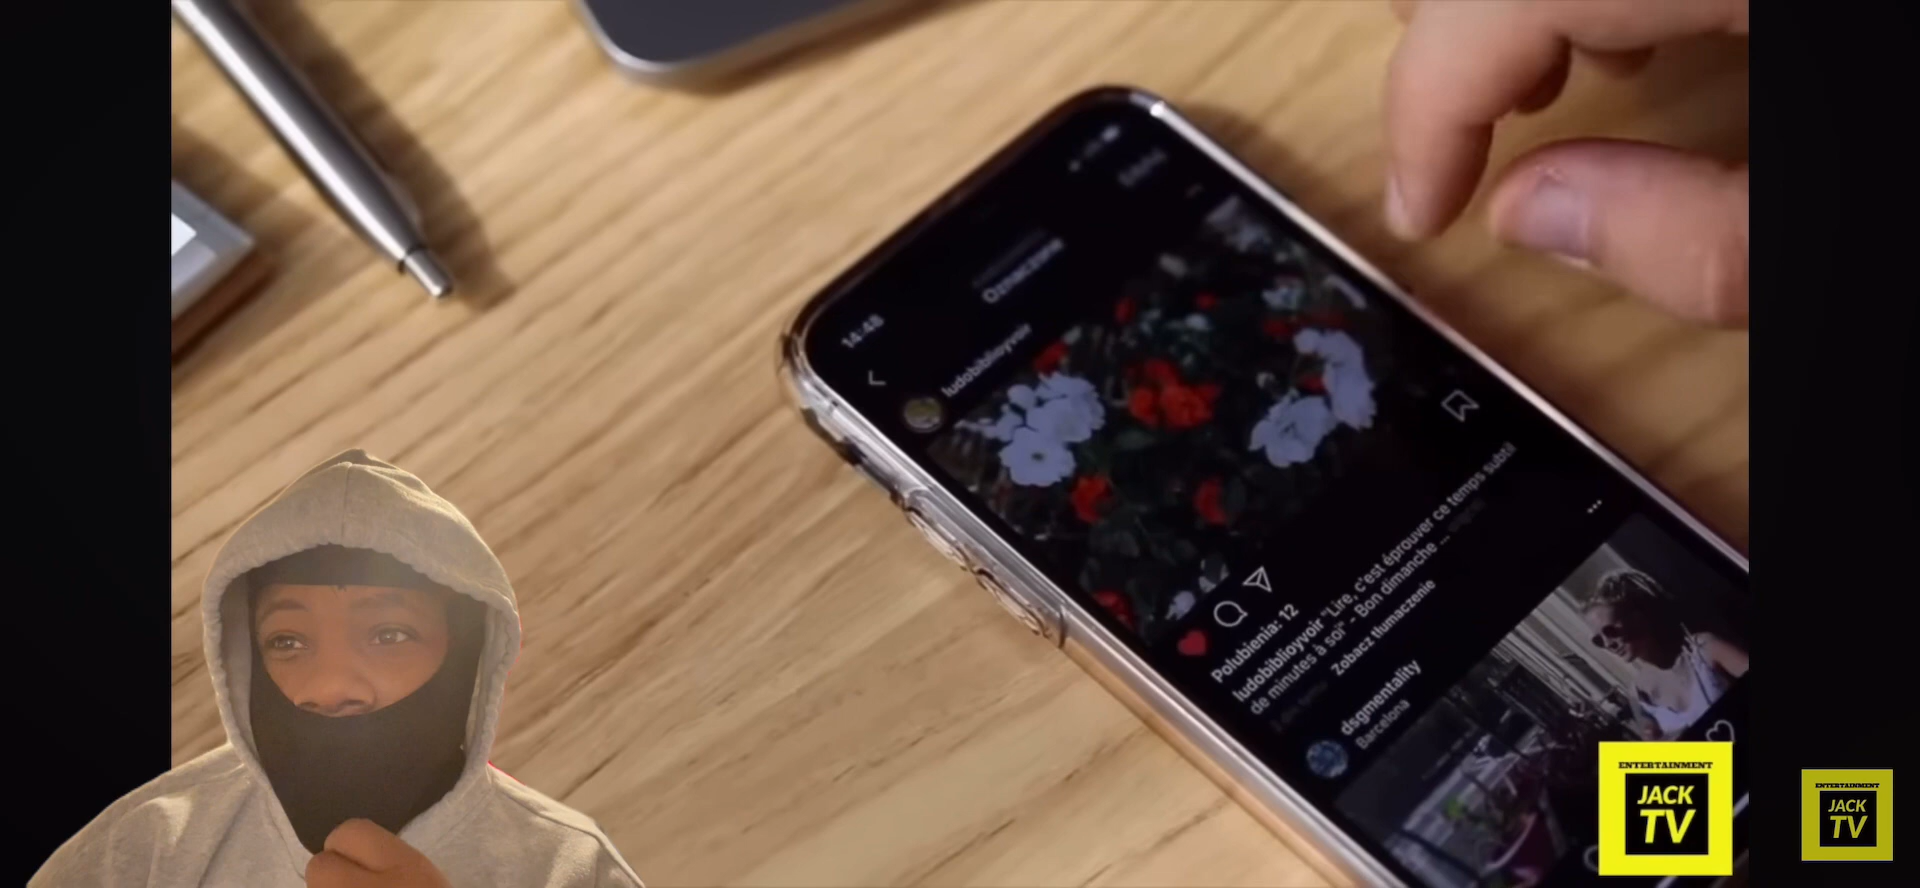 14:48
Oznaczone
ludobiblioyvoir
Polubienia: 12
ludobiblioyvoir "Lire, c'est éprouver ce temps subtil
de minutes à soi" - Bon dimanche ...
Zobacz tłumaczenie
dsgmentality
Barcelona
ENTERTAINMENT
JACK
TV
ENTERTAINMENT
JACK
TV